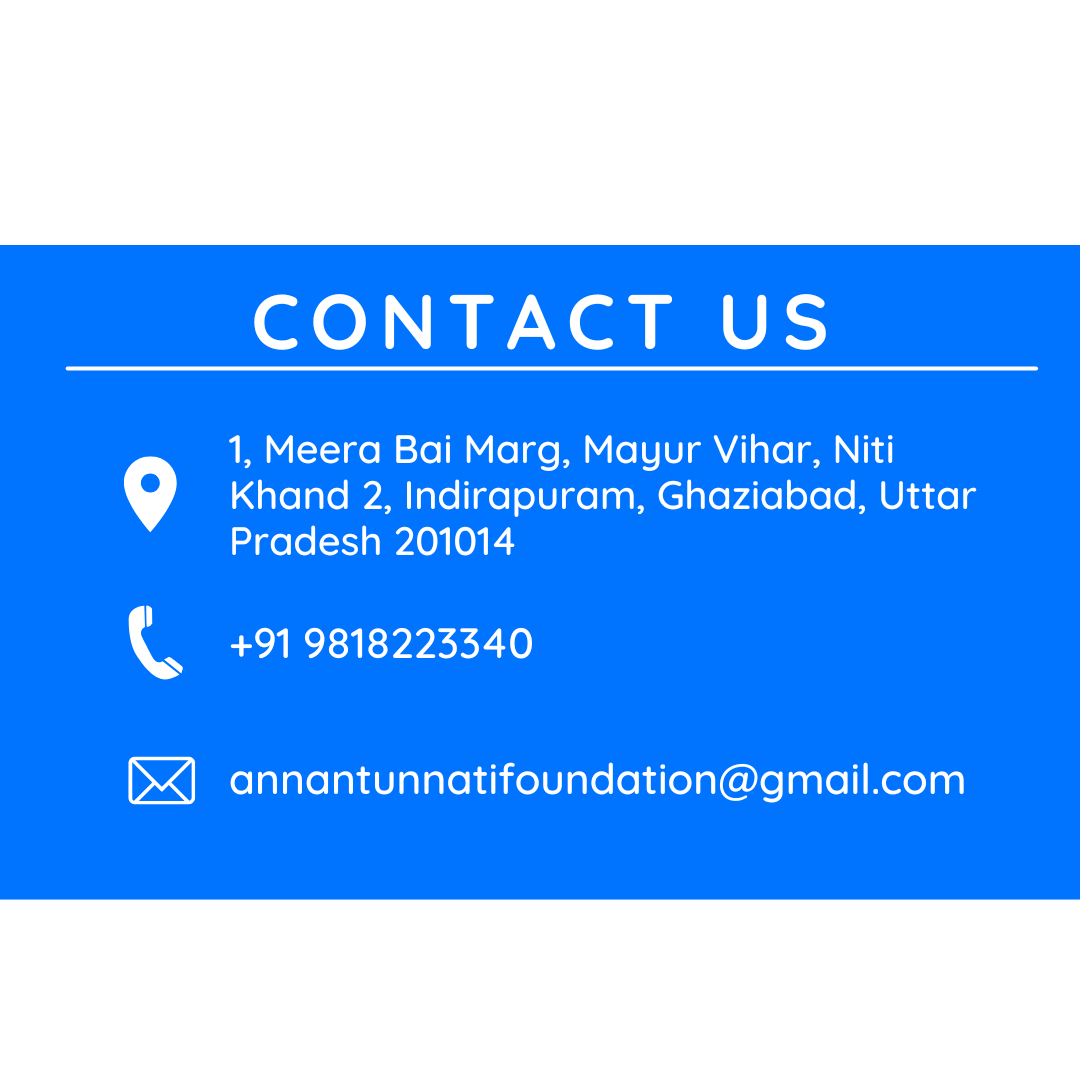 CONTACT US
1, Meera Bai Marg, Mayur Vihar, Niti
Khand 2, Indirapuram, Ghaziabad, Uttar
Pradesh 201014
+91 9818223340
annantunnatifoundation@gmail.com